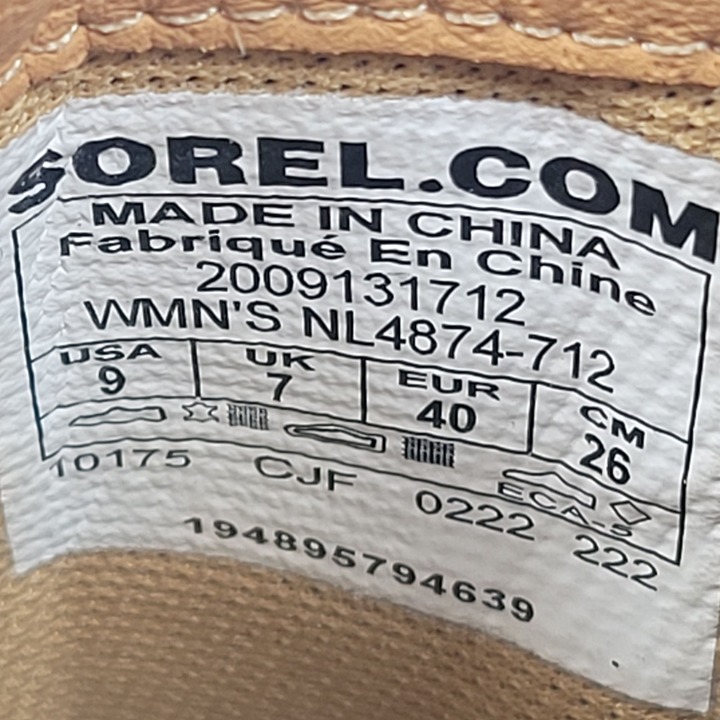 SOREL.COM
MADE IN CHINA
Fabriqué En Chine
2009131712
WMN'S NL4874-712
USA UK EUR CM
9 7 40 26
ECA-S
10175 CJF 0222 222
194895794639